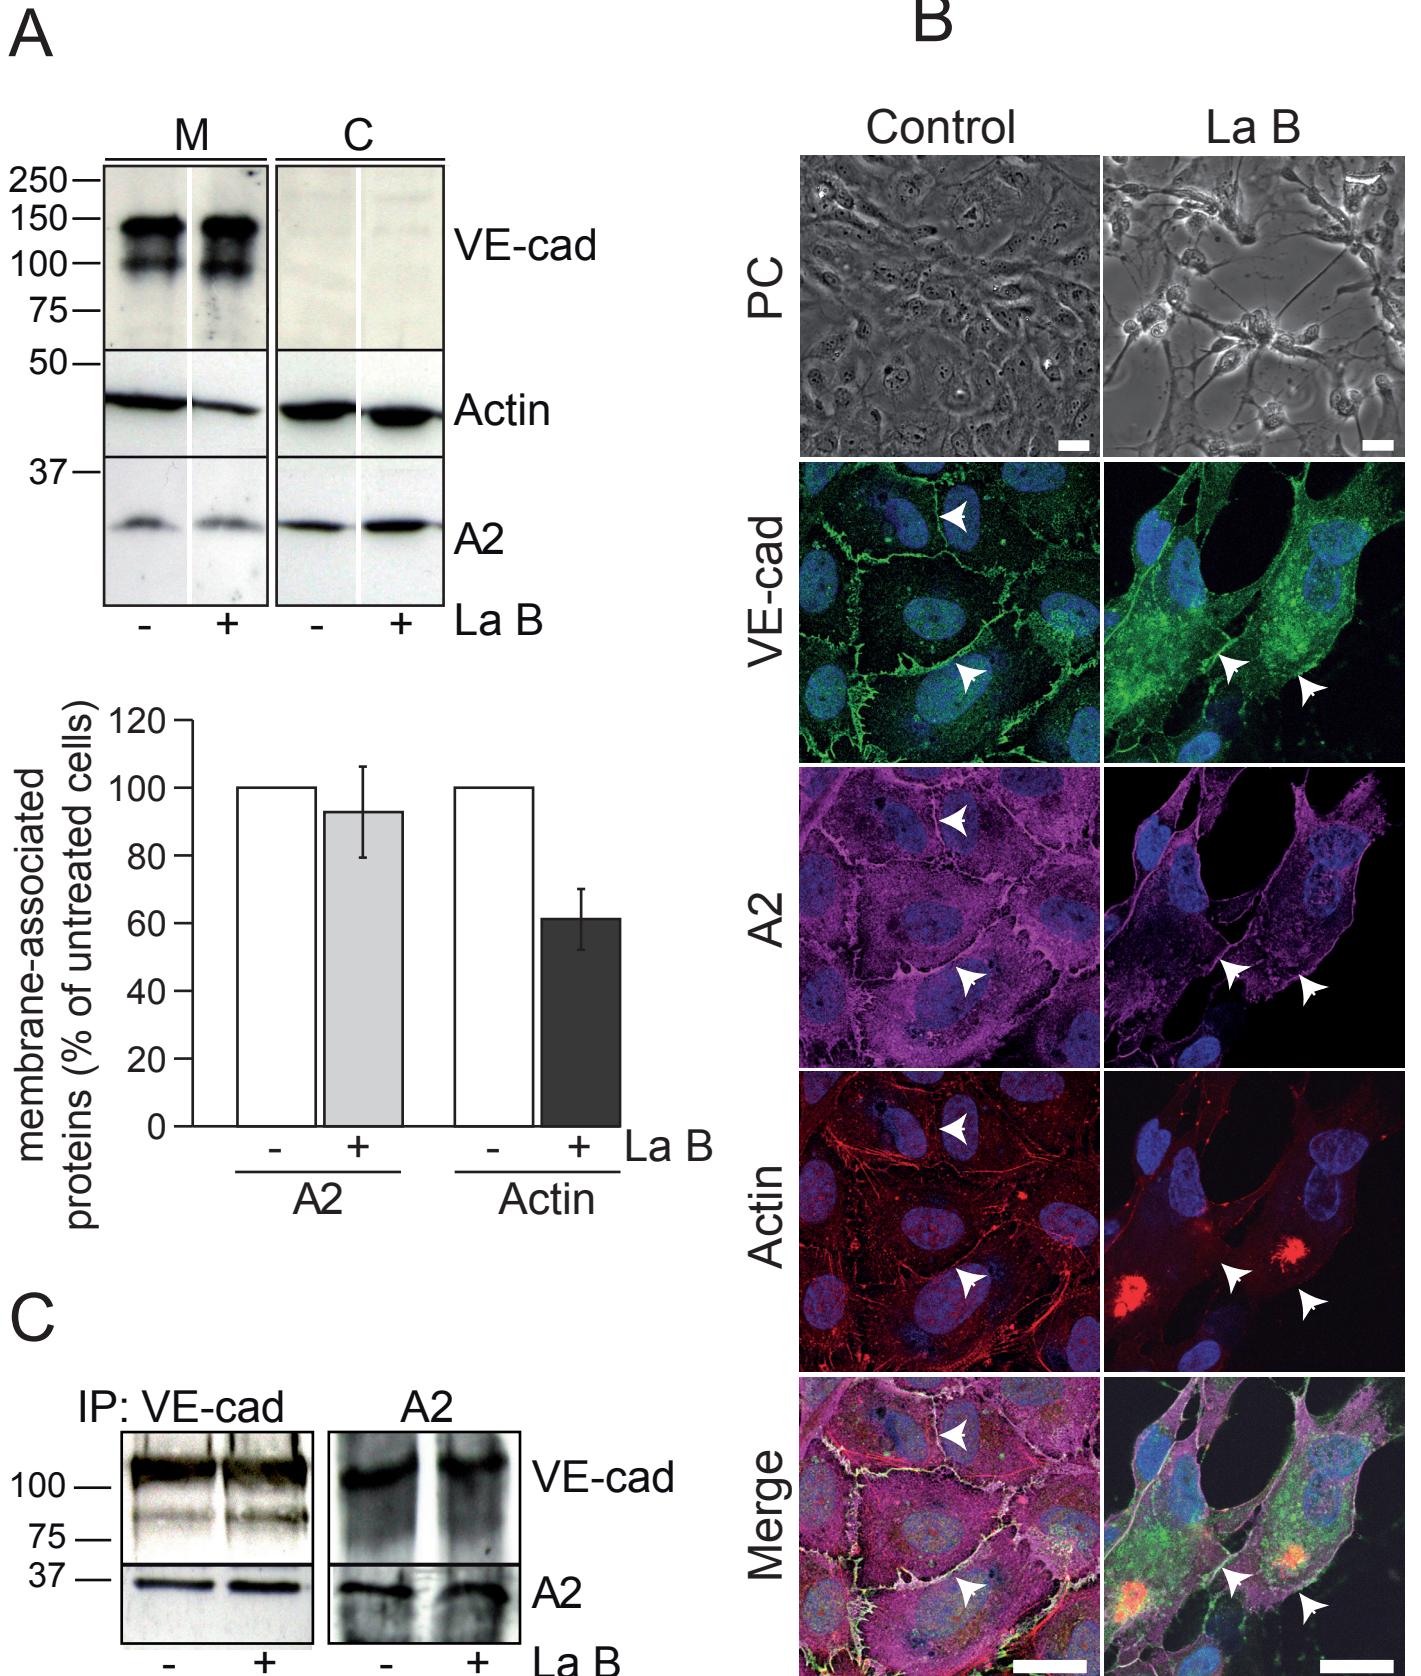 A
M C
250
150
100
75
50
37
VE-cad
Actin
A2
- + - + La B
membrane-associated
proteins (% of untreated cells)
120
100
80
60
40
20
0
- + - + La B
A2 Actin
B
Control La B
PC
VE-cad
A2
Actin
Merge
C
IP: VE-cad A2
100
75
37
VE-cad
A2
- + - + La B